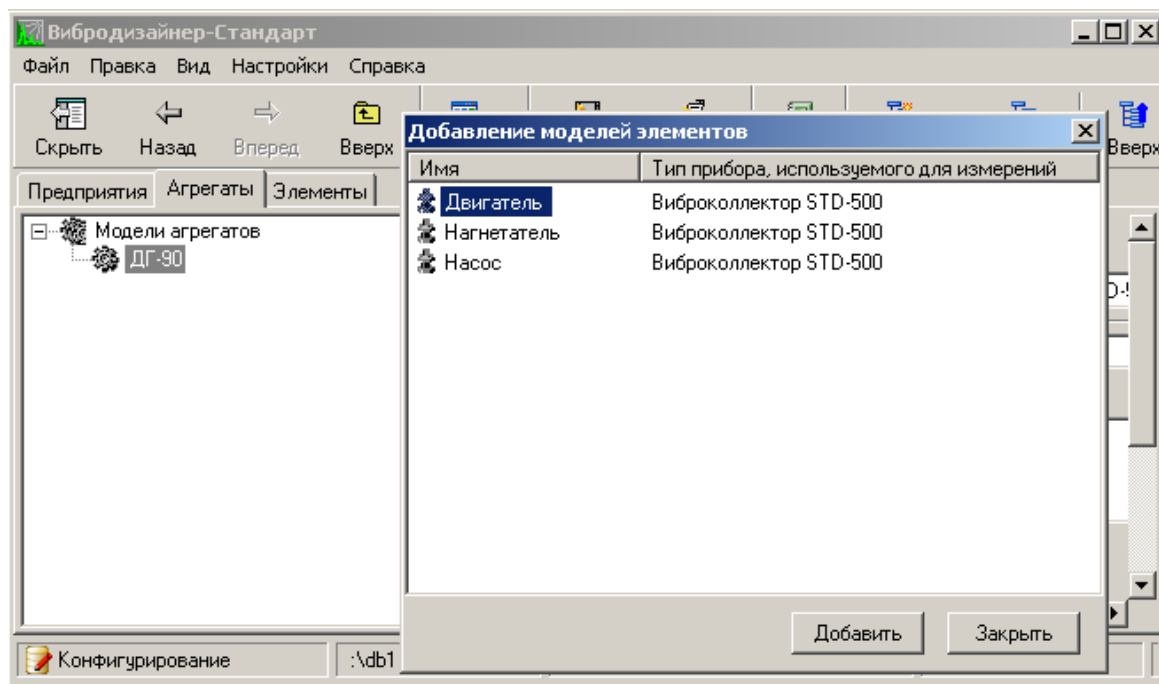 Вибродизайнер-Стандарт
Файл Правка Вид Настройки Справка
Скрыть Назад Вперед Вверх
Вверх
Предприятия Агрегаты Элементы
Модели агрегатов
ДГ-90
Добавление моделей элементов
Имя Тип прибора, используемого для измерений
Двигатель Виброколлектор STD-500
Нагнетатель Виброколлектор STD-500
Насос Виброколлектор STD-500
Добавить Закрыть
Конфигурирование :\db1